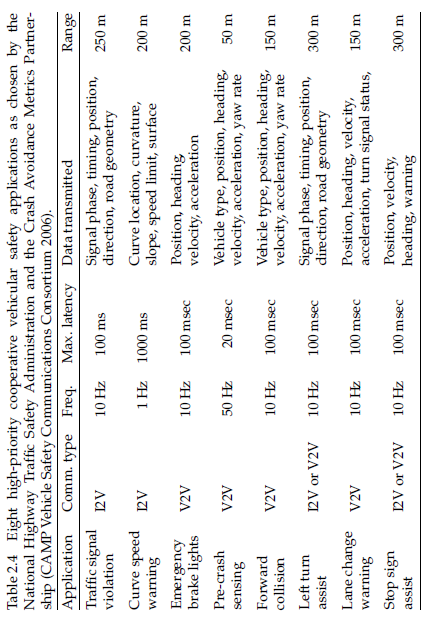 Table 2.4 Eight high-priority cooperative vehicular safety applications as chosen by the
National Highway Traffic Safety Administration and the Crash Avoidance Metrics Partner-
ship (CAMP Vehicle Safety Communications Consortium 2006).
Application Comm. type Freq. Max. latency Data transmitted Range
Traffic signal I2V 10 Hz 100 ms Signal phase, timing, position, 250 m
violation direction, road geometry
Curve speed I2V 1 Hz 1000 ms Curve location, curvature, 200 m
warning slope, speed limit, surface
Emergency V2V 10 Hz 100 msec Position, heading 200 m
brake lights velocity, acceleration
Pre-crash V2V 50 Hz 20 msec Vehicle type, position, heading, 50 m
sensing velocity, acceleration, yaw rate
Forward V2V 10 Hz 100 msec Vehicle type, position, heading, 150 m
collision velocity, acceleration, yaw rate
Left turn I2V or V2V 10 Hz 100 msec Signal phase, timing, position, 300 m
assist direction, road geometry
Lane change V2V 10 Hz 100 msec Position, heading, velocity, 150 m
warning acceleration, turn signal status,
Stop sign I2V or V2V 10 Hz 100 msec Position, velocity, 300 m
assist heading, warning